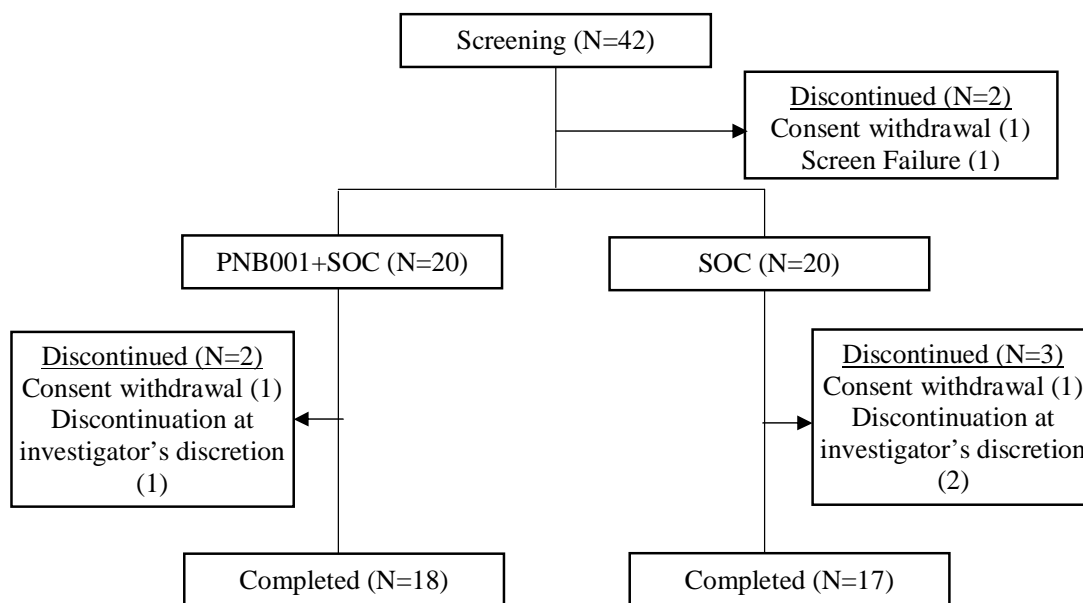 Screening (N=42)
Discontinued (N=2)
Consent withdrawal (1)
Screen Failure (1)
PNB001+SOC (N=20)
SOC (N=20)
Discontinued (N=2)
Consent withdrawal (1)
Discontinuation at
investigator’s discretion
(1)
Discontinued (N=3)
Consent withdrawal (1)
Discontinuation at
investigator’s discretion
(2)
Completed (N=18)
Completed (N=17)